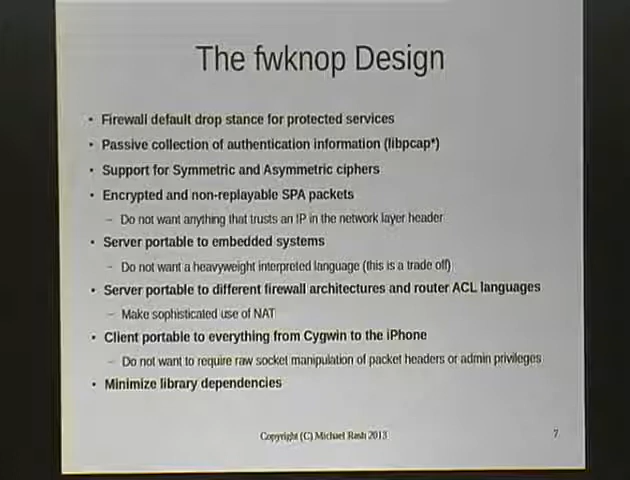 The fwknop Design
• Firewall default drop stance for protected services
• Passive collection of authentication information (libpcap*)
• Support for Symmetric and Asymmetric ciphers
• Encrypted and non-replayable SPA packets
– Do not want anything that trusts an IP in the network layer header
• Server portable to embedded systems
– Do not want a heavyweight interpreted language (this is a trade off)
• Server portable to different firewall architectures and router ACL languages
– Make sophisticated use of NAT
• Client portable to everything from Cygwin to the iPhone
– Do not want to require raw socket manipulation of packet headers or admin privileges
• Minimize library dependencies
Copyright (C) Michael Rash 2013
7